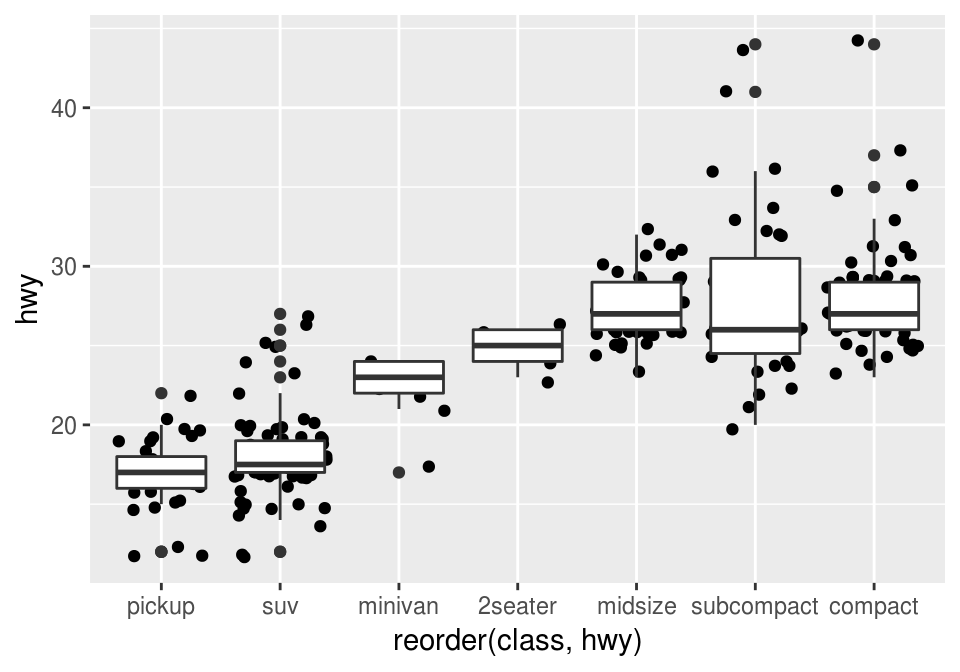 hwy
40
30
20
pickup suv minivan 2seater midsize subcompact compact
reorder(class, hwy)